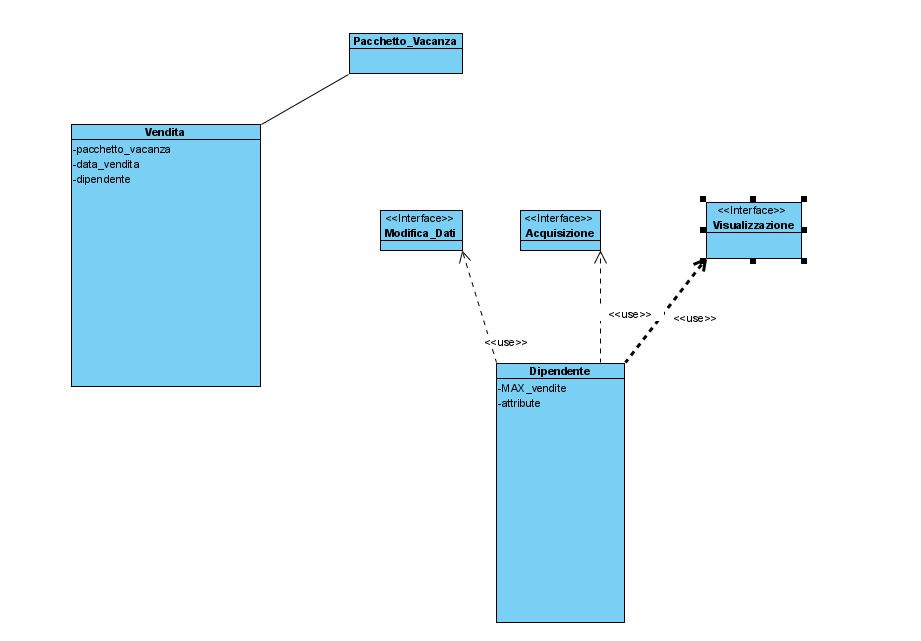 Pacchetto_Vacanza
Vendita
-pacchetto_vacanza
-data_vendita
-dipendente
<<Interface>>
Modifica_Dati
<<Interface>>
Acquisizione
<<Interface>>
Visualizzazione
<<use>>
<<use>>
<<use>>
Dipendente
-MAX_vendite
-attribute